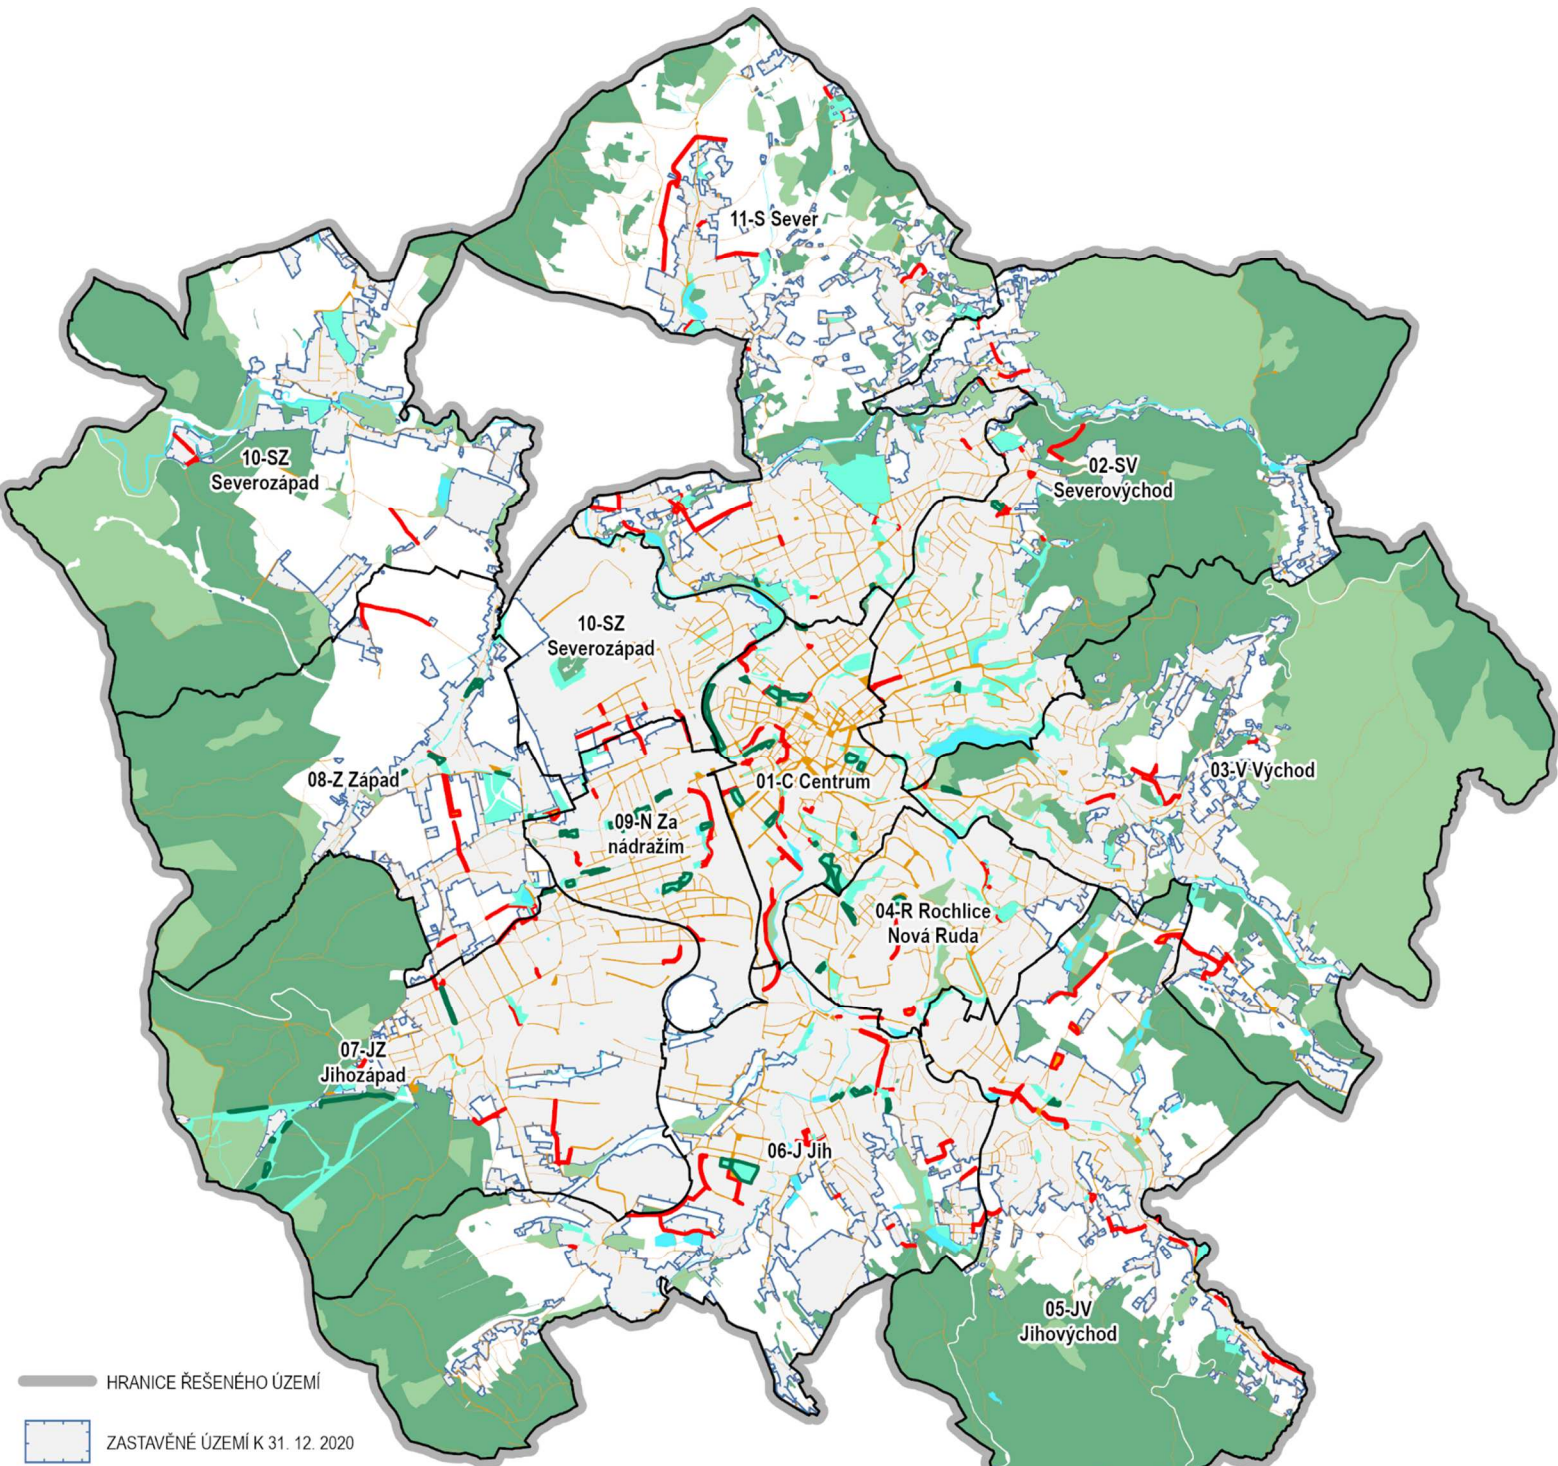 11-S Sever
10-SZ
Severozápad
02-SV
Severovýchod
10-SZ
Severozápad
08-Z Západ
01-C Centrum
03-V Východ
09-N Za
nádražím
04-R Rochlice
Nová Ruda
07-JZ
Jihozápad
06-J Jih
05-JV
Jihovýchod
HRANICE ŘEŠENÉHO ÚZEMÍ
ZASTAVĚNÉ ÚZEMÍ K 31. 12. 2020